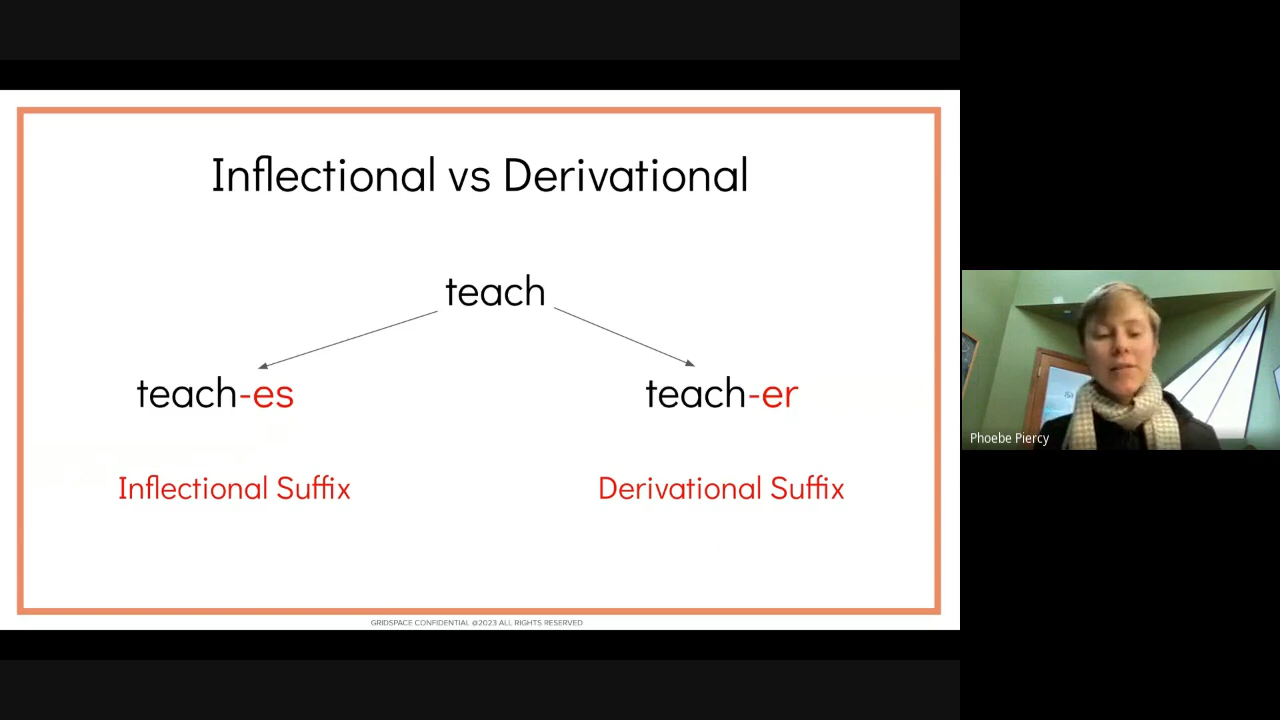 Inflectional vs Derivational
teach
teach-es
teach-er
Inflectional Suffix
Derivational Suffix
GRIDSPACE CONFIDENTIAL @2023 ALL RIGHTS RESERVED
Phoebe Piercy